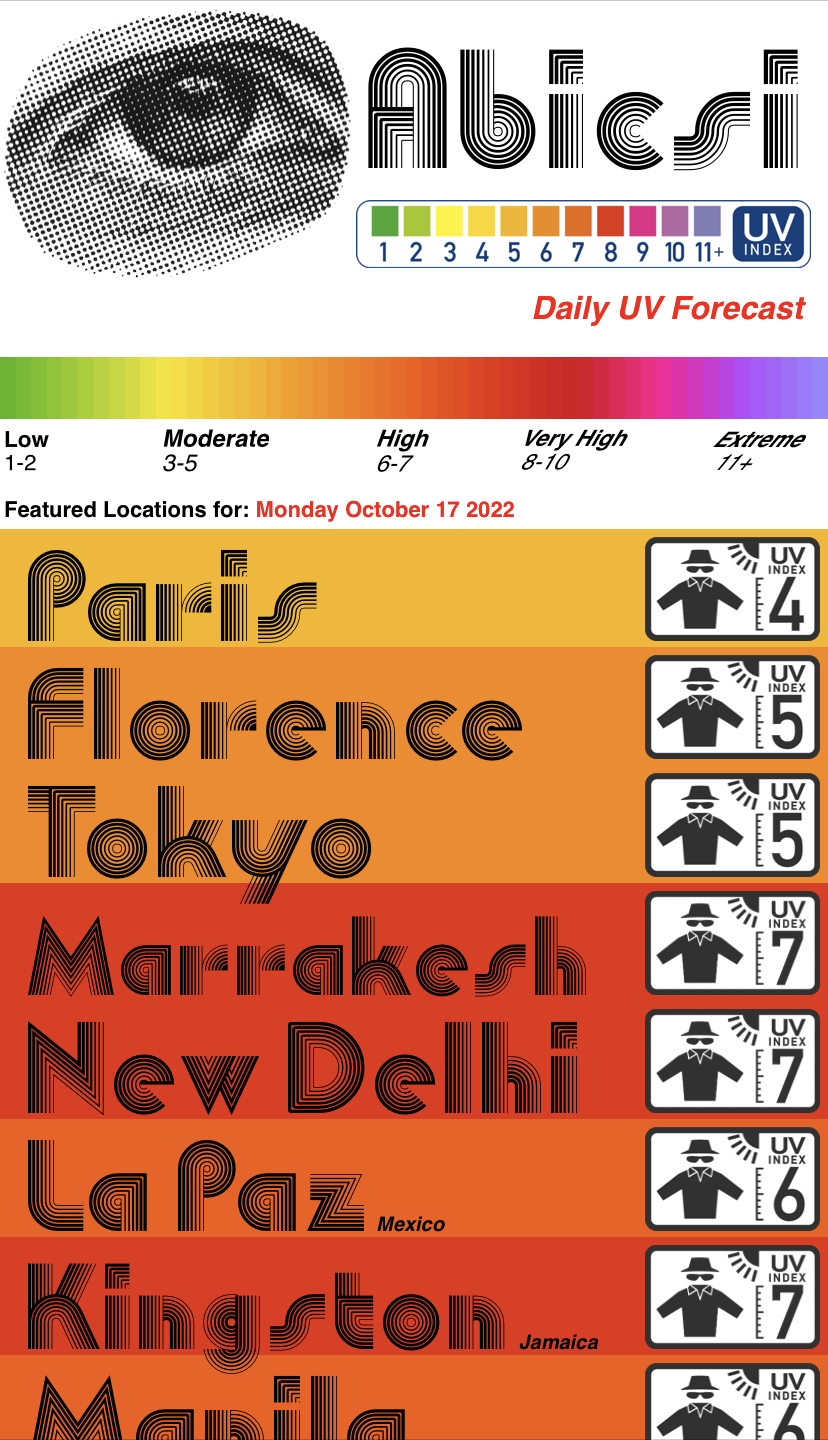 Abicsi
1 2 3 4 5 6 7 8 9 10 11+
UV
INDEX
Daily UV Forecast
Low
1-2
Moderate
3-5
High
6-7
Very High
8-10
Extreme
11+
Featured Locations for: Monday October 17 2022
Paris
UV
INDEX
4
Florence
UV
INDEX
5
Tokyo
UV
INDEX
5
Marrakesh
UV
INDEX
7
New Delhi
UV
INDEX
7
La Paz Mexico
UV
INDEX
6
Kingston Jamaica
UV
INDEX
7
Manila
UV
INDEX
6